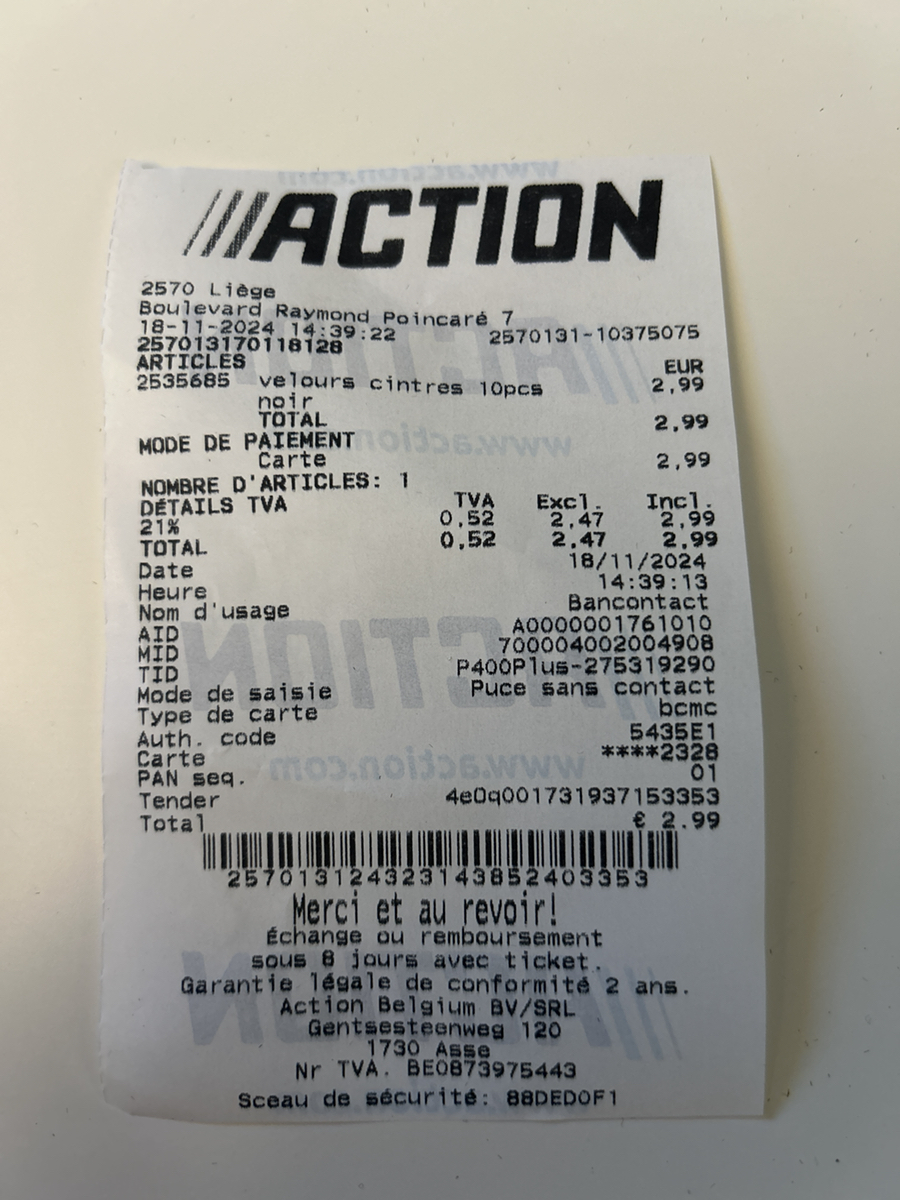 ///ACTION
2570 Liège
Boulevard Raymond Poincaré 7
18-11-2024 14:39:22 2570131-10375075
257013170118128
ARTICLES EUR
2535685 velours cintres 10pcs 2,99
noir
TOTAL 2,99
MODE DE PAIEMENT
Carte 2,99
NOMBRE D'ARTICLES: 1
DÉTAILS TVA TVA Excl. Incl.
21% 0,52 2,47 2,99
TOTAL 0,52 2,47 2,99
Date 18/11/2024
Heure 14:39:13
Nom d'usage Bancontact
AID A0000001761010
MID 700004002004908
TID P400Plus-275319290
Mode de saisie Puce sans contact
Type de carte bcmc
Auth. code 5435E1
Carte ****2328
PAN seq. 01
Tender 4e0q001731937153353
Total € 2.99
257013124323143852403353
Merci et au revoir!
Échange ou remboursement
sous 8 jours avec ticket.
Garantie légale de conformité 2 ans.
Action Belgium BV/SRL
Gentsesteenweg 120
1730 Asse
Nr TVA. BE0873975443
Sceau de sécurité: 88DED0F1